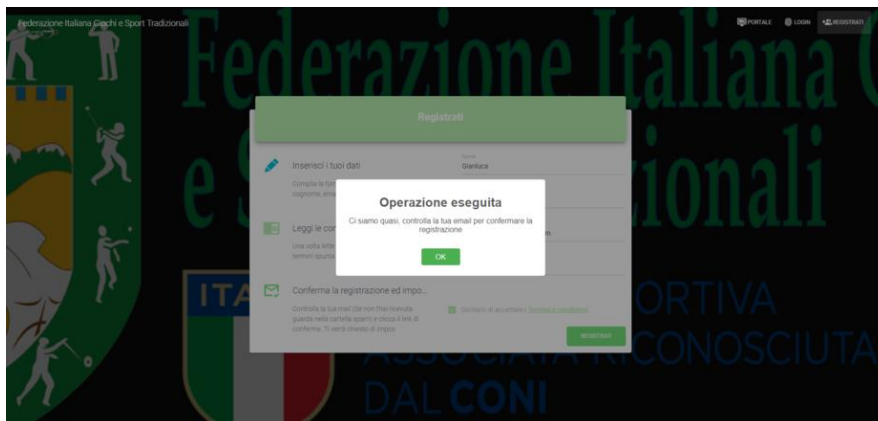 Federazione Italiana Giochi e Sport Tradizionali
PORTALE
LOGIN
REGISTRATI
Federazione Italiana
e S
zionali
ITA
ORTIVA
ASSOCIATA RICONOSCIUTA
DAL CONI
Registrati
Inserisci i tuoi dati
Nome
Gianluca
Compila la
cognome, ema
Leggi le con
Una volta lette
termini spunta
Operazione eseguita
Ci siamo quasi, controlla la tua email per confermare la
registrazione
OK
Conferma la registrazione ed impo...
Controlla la tua mail (se non l'hai ricevuta
guarda nella cartella spam) e clicca il link di
conferma. Ti verrà chiesto di impos
Dichiaro di accettare i Termini e condizioni
REGISTRATI